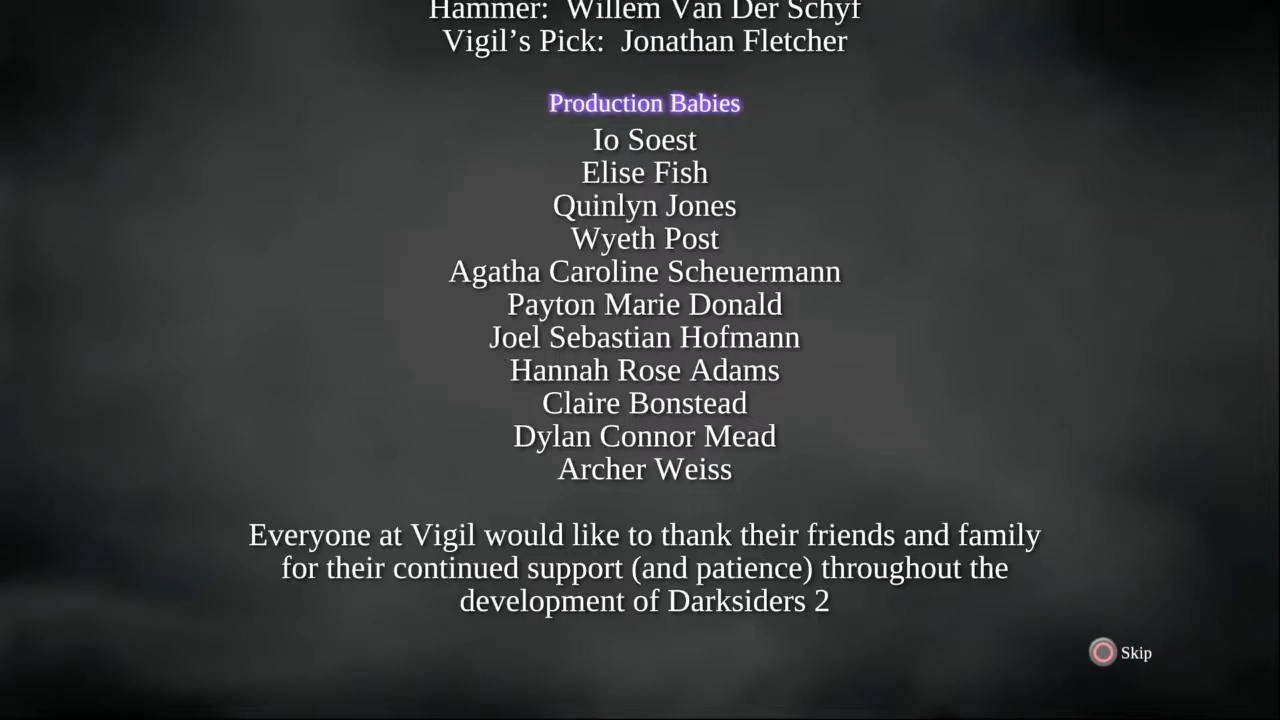 Hammer:  Willem Van Der Schyf
Vigil’s Pick:  Jonathan Fletcher
Production Babies
Io Soest
Elise Fish
Quinlyn Jones
Wyeth Post
Agatha Caroline Scheuermann
Payton Marie Donald
Joel Sebastian Hofmann
Hannah Rose Adams
Claire Bonstead
Dylan Connor Mead
Archer Weiss
Everyone at Vigil would like to thank their friends and family
for their continued support (and patience) throughout the
development of Darksiders 2
Skip